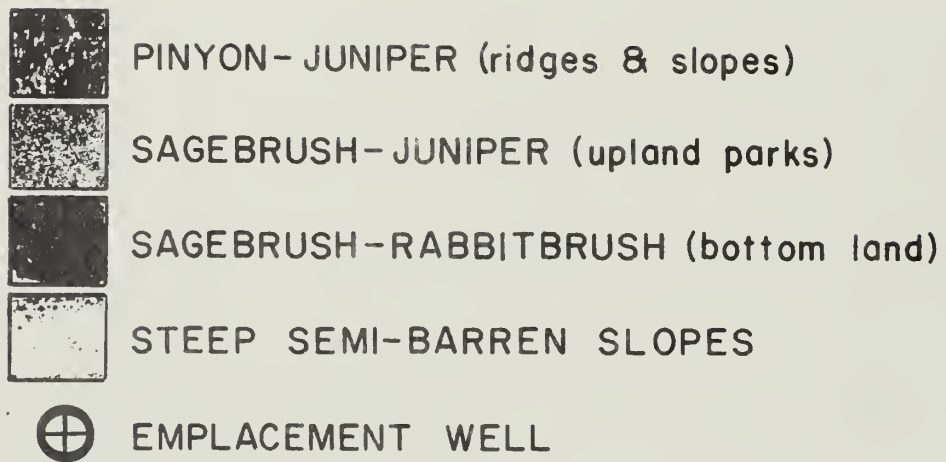 PINYON-JUNIPER (ridges & slopes)
SAGEBRUSH-JUNIPER (upland parks)
SAGEBRUSH-RABBITBRUSH (bottom land)
STEEP SEMI-BARREN SLOPES
EMPLACEMENT WELL